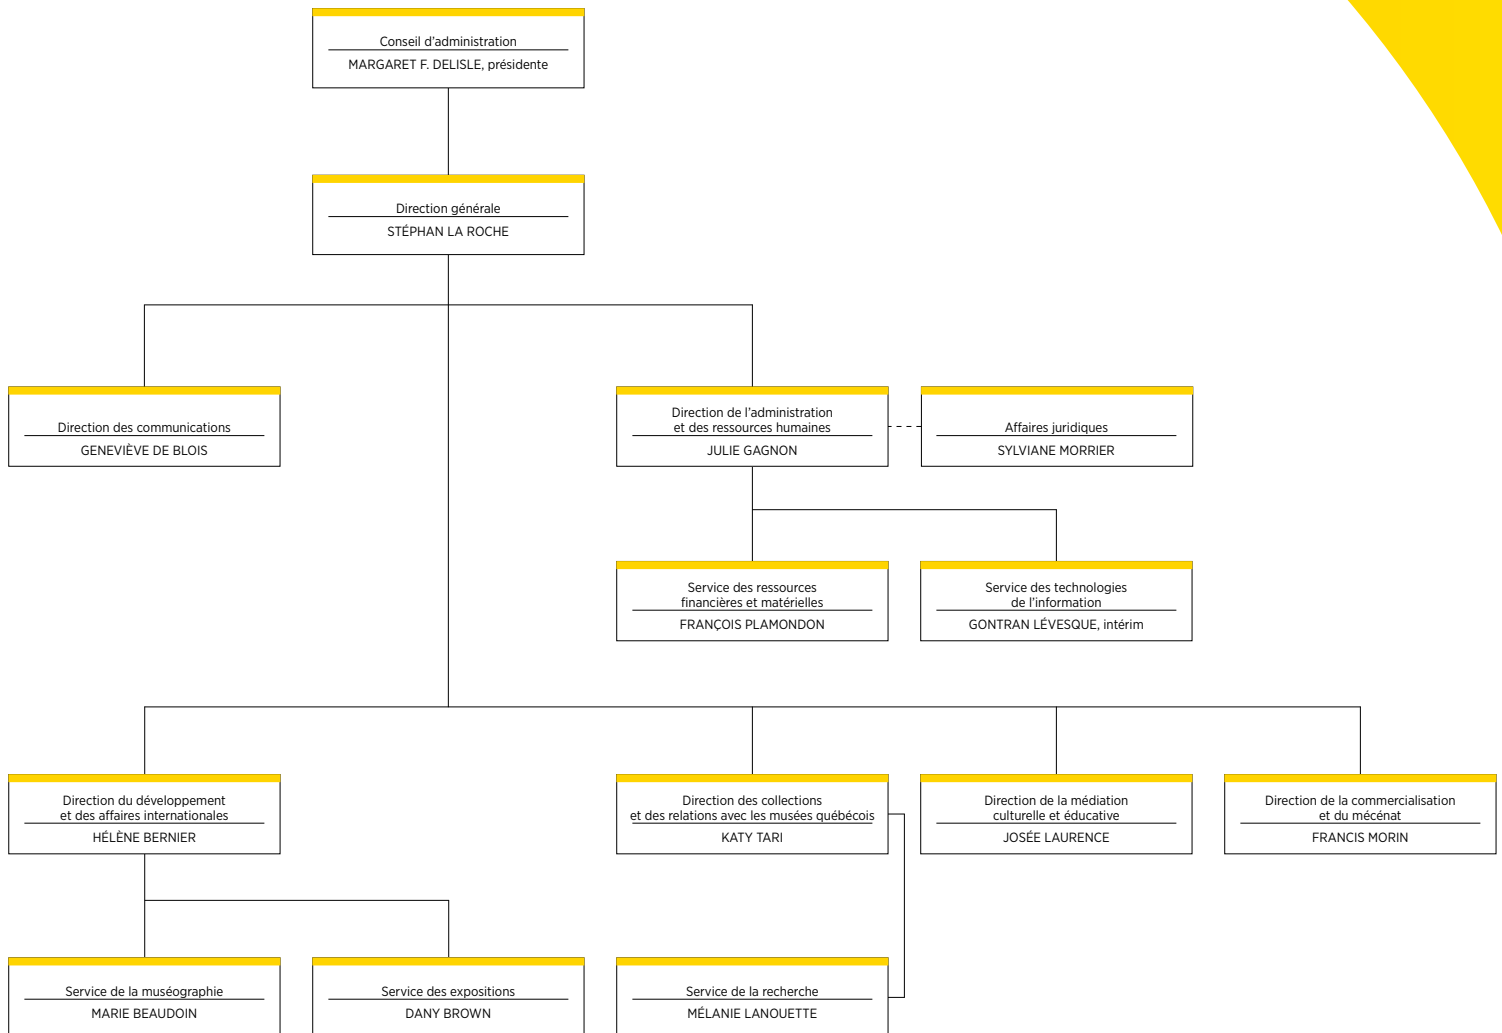 Conseil d'administration
MARGARET F. DELISLE, présidente
Direction générale
STÉPHAN LA ROCHE
Direction des communications
GENEVIÈVE DE BLOIS
Direction de l'administration
et des ressources humaines
JULIE GAGNON
Affaires juridiques
SYLVIANE MORRIER
Service des ressources
financières et matérielles
FRANÇOIS PLAMONDON
Service des technologies
de l'information
GONTRAN LÉVESQUE, intérim
Direction du développement
et des affaires internationales
HÉLÈNE BERNIER
Direction des collections
et des relations avec les musées québécois
KATY TARI
Direction de la médiation
culturelle et éducative
JOSÉE LAURENCE
Direction de la commercialisation
et du mécénat
FRANCIS MORIN
Service de la muséographie
MARIE BEAUDOIN
Service des expositions
DANY BROWN
Service de la recherche
MÉLANIE LANOUETTE